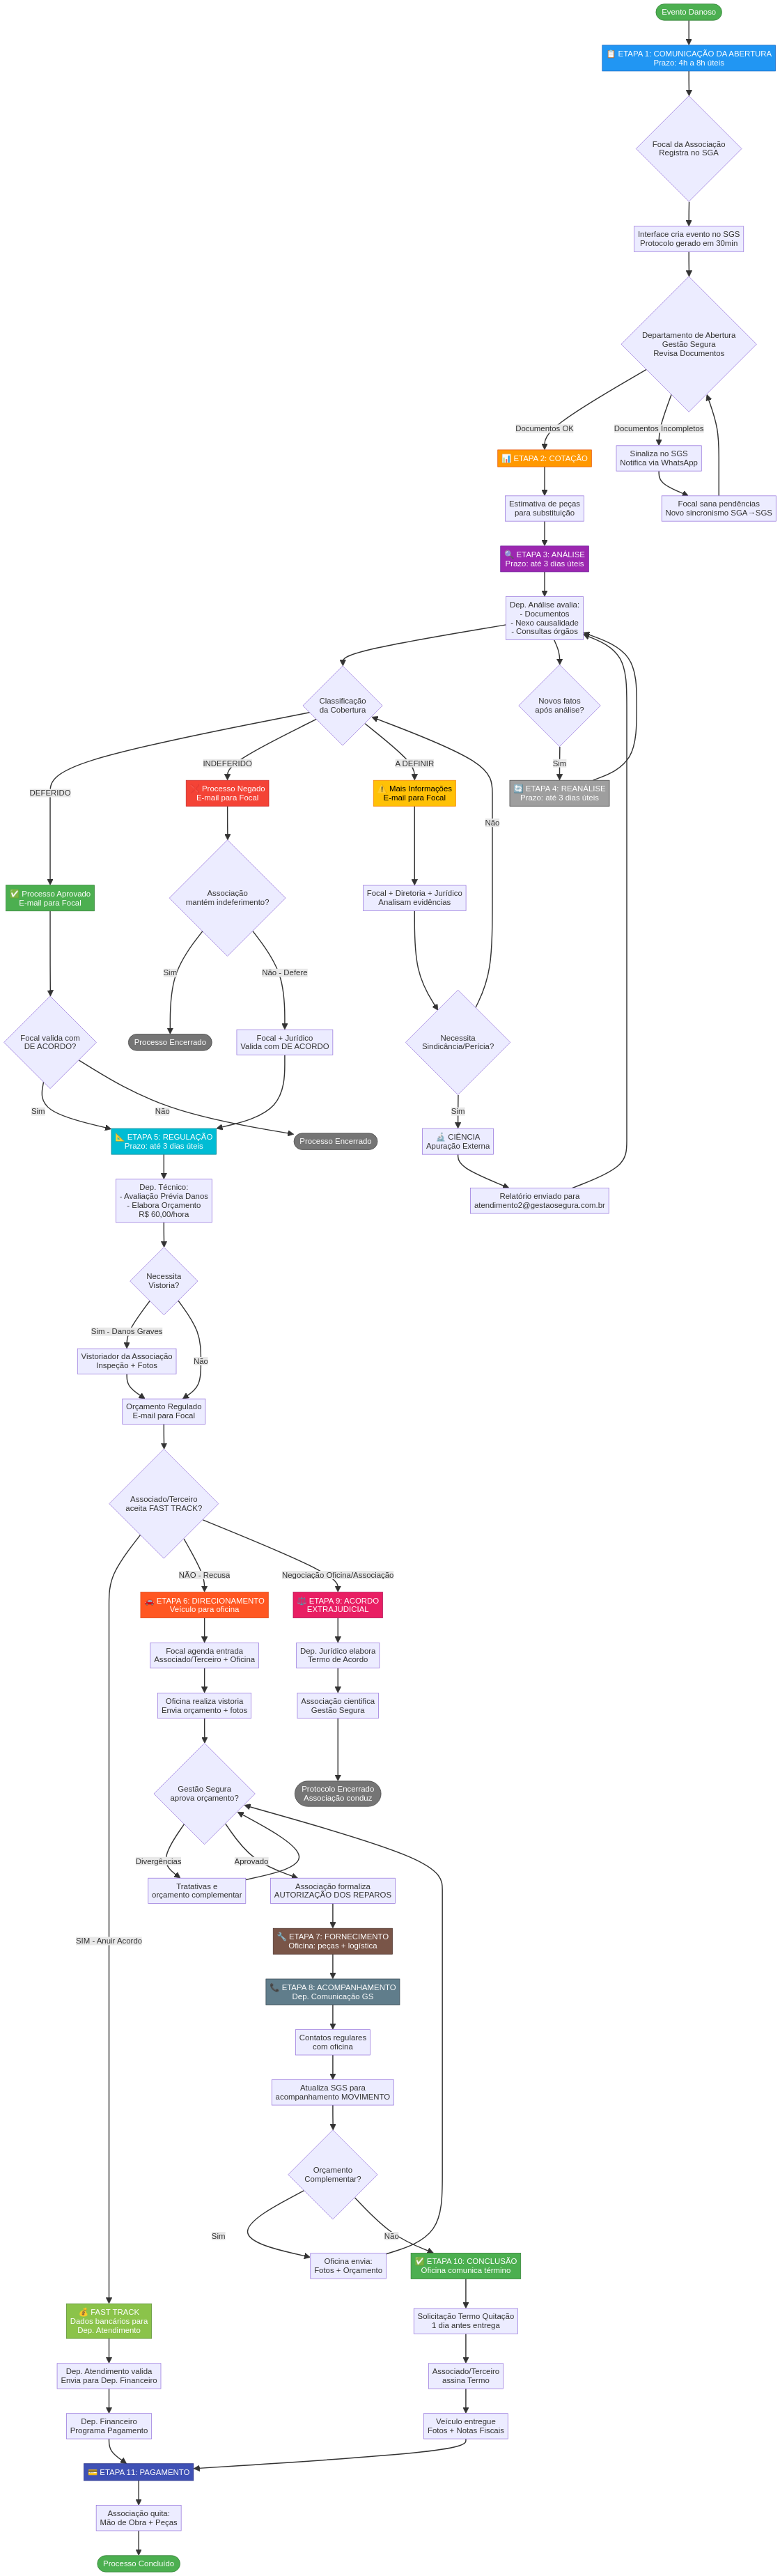 Evento Danoso
📋 ETAPA 1: COMUNICAÇÃO DA ABERTURA
Prazo: 4h a 8h úteis
Focal da Associação
Registra no SGA
Interface cria evento no SGS
Protocolo gerado em 30min
Departamento de Abertura
Gestão Segura
Revisa Documentos
Documentos OK
Documentos Incompletos
📊 ETAPA 2: COTAÇÃO
Sinaliza no SGS
Notifica via WhatsApp
Estimativa de peças
para substituição
Focal sana pendências
Novo sincronismo SGA→SGS
🔍 ETAPA 3: ANÁLISE
Prazo: até 3 dias úteis
Dep. Análise avalia:
- Documentos
- Nexo causalidade
- Consultas órgãos
Classificação
da Cobertura
Novos fatos
após análise?
DEFERIDO
INDEFERIDO
A DEFINIR
Sim
Processo Negado
E-mail para Focal
Mais Informações
E-mail para Focal
🔄 ETAPA 4: REANÁLISE
Prazo: até 3 dias úteis
Não
✅ Processo Aprovado
E-mail para Focal
Associação
mantém indeferimento?
Focal + Diretoria + Jurídico
Analisam evidências
Sim
Não - Defere
Focal valida com
DE ACORDO?
Processo Encerrado
Focal + Jurídico
Valida com DE ACORDO
Necessita
Sindicância/Perícia?
Sim
Não
Sim
📐 ETAPA 5: REGULAÇÃO
Prazo: até 3 dias úteis
Processo Encerrado
🔬 CIÊNCIA
Apuração Externa
Dep. Técnico:
- Avaliação Prévia Danos
- Elabora Orçamento
R$ 60,00/hora
Relatório enviado para
atendimento2@gestaosegura.com.br
Necessita
Vistoria?
Sim - Danos Graves
Não
Vistoriador da Associação
Inspeção + Fotos
Orçamento Regulado
E-mail para Focal
Associado/Terceiro
aceita FAST TRACK?
NÃO - Recusa
Negociação Oficina/Associação
🚗 ETAPA 6: DIRECIONAMENTO
Veículo para oficina
ETAPA 9: ACORDO
EXTRAJUDICIAL
Focal agenda entrada
Associado/Terceiro + Oficina
Dep. Jurídico elabora
Termo de Acordo
Oficina realiza vistoria
Envia orçamento + fotos
Associação cientifica
Gestão Segura
Gestão Segura
aprova orçamento?
Protocolo Encerrado
Associação conduz
Divergências
Aprovado
Tratativas e
orçamento complementar
Associação formaliza
AUTORIZAÇÃO DOS REPAROS
SIM - Anuir Acordo
🔧 ETAPA 7: FORNECIMENTO
Oficina: peças + logística
📞 ETAPA 8: ACOMPANHAMENTO
Dep. Comunicação GS
Contatos regulares
com oficina
Atualiza SGS para
acompanhamento MOVIMENTO
Orçamento
Complementar?
Sim
Não
Oficina envia:
Fotos + Orçamento
✅ ETAPA 10: CONCLUSÃO
Oficina comunica término
💰 FAST TRACK
Dados bancários para
Dep. Atendimento
Solicitação Termo Quitação
1 dia antes entrega
Dep. Atendimento valida
Envia para Dep. Financeiro
Associado/Terceiro
assina Termo
Dep. Financeiro
Programa Pagamento
Veículo entregue
Fotos + Notas Fiscais
💳 ETAPA 11: PAGAMENTO
Associação quita:
Mão de Obra + Peças
Processo Concluído